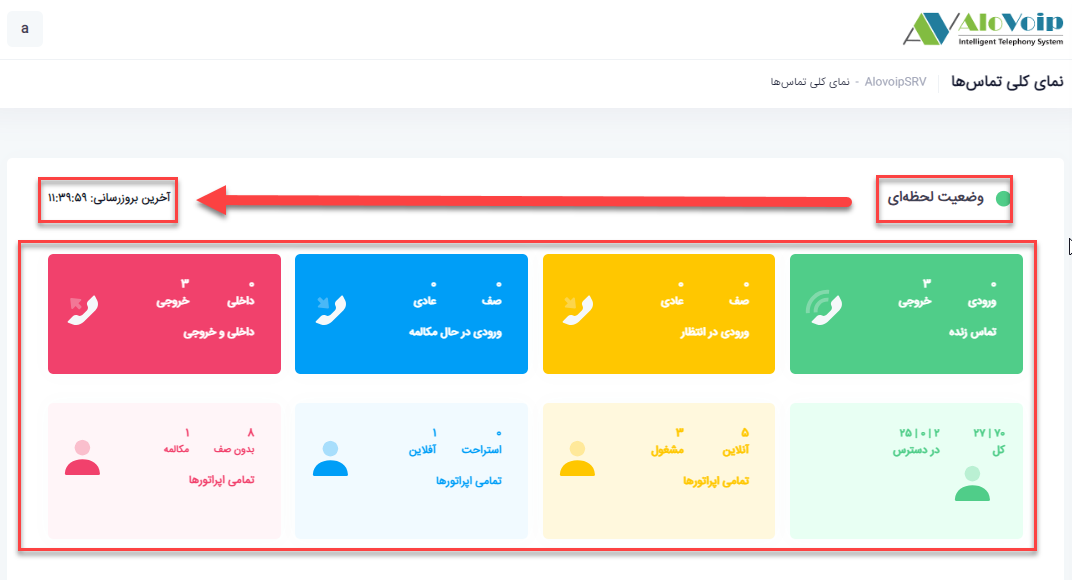 a
AloVoip
Intelligent Telephony System
نمای کلی تماس‌ها
AlovoipSRV - نمای کلی تماس‌ها
وضعیت لحظه‌ای
آخرین بروزرسانی: ۱۱:۳۹:۵۹
۰ ۳
ورودی خروجی
تماس زنده
۰ ۰
صف عادی
ورودی در انتظار
۰ ۰
صف عادی
ورودی در حال مکالمه
۰ ۳
داخلی خروجی
داخلی و خروجی
۲۷ | ۷۰ ۲۵ | ۰ | ۲
کل در دسترس
۵ ۳
آنلاین مشغول
تمامی اپراتورها
۰ ۱
استراحت آفلاین
تمامی اپراتورها
۸ ۱
بدون صف مکالمه
تمامی اپراتورها